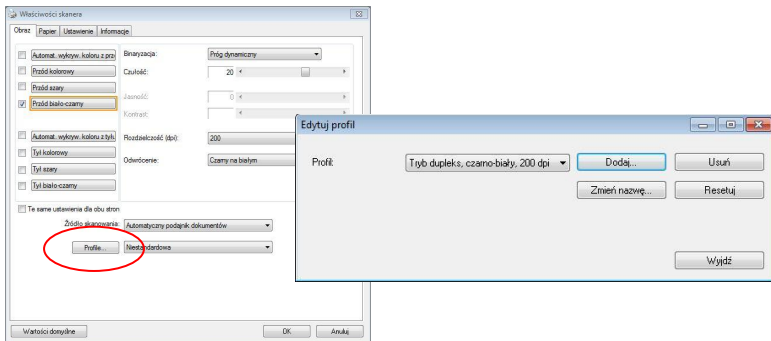 Właściwości skanera
Obraz Papier Ustawienie Informacje
Automat. wykryw. koloru z prz
Przód kolorowy
Przód szary
Przód biało-czarny
Automat. wykryw. koloru z tyłu
Tył kolorowy
Tył szary
Tył biało-czarny
Binaryzacja: Próg dynamiczny
Czułość: 20
Jasność: 0
Kontrast:
Rozdzielczość (dpi): 200
Odwrócenie: Czarny na białym
Te same ustawienia dla obu stron
Źródło skanowania: Automatyczny podajnik dokumentów
Profile... Niestandardowa
Wartości domyślne OK Anuluj
Edytuj profil
Profil: Tryb dupleks, czarno-biały, 200 dpi Dodaj... Usuń
Zmień nazwę... Resetuj
Wyjdź